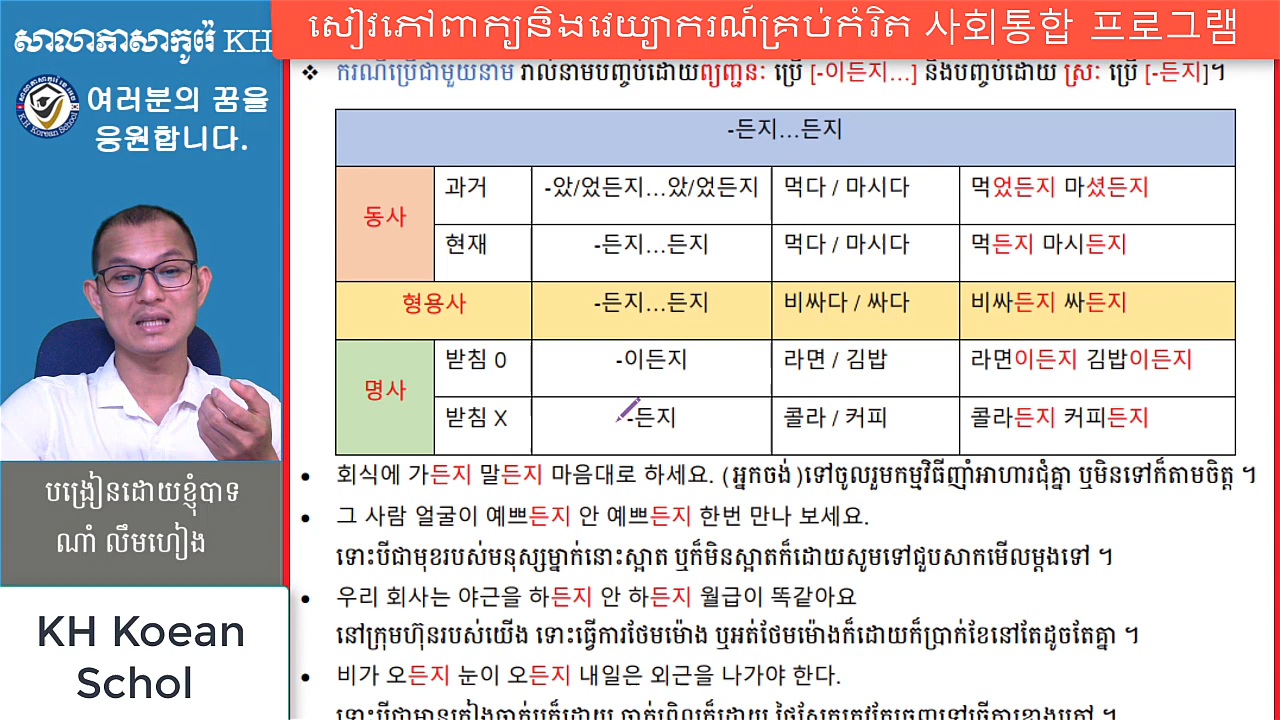 សៀវភៅពាក្យនិងវេយ្យាករណ៍គ្រប់កំរិត 사회통합 프로그램
សាលាភាសាកូរ៉េ KH
여러분의 꿈을
응원합니다.
❖ ករណីប្រើជាមួយនាម រាល់នាមបញ្ចប់ដោយព្យញ្ជនៈ ប្រើ [-이든지…] និងបញ្ចប់ដោយ ស្រៈ ប្រើ [-든지]។
-든지…든지
동사 과거 -았/었든지…았/었든지 먹다 / 마시다 먹었든지 마셨든지
현재 -든지…든지 먹다 / 마시다 먹든지 마시든지
형용사 -든지…든지 비싸다 / 싸다 비싸든지 싸든지
명사 받침 0 -이든지 라면 / 김밥 라면이든지 김밥이든지
받침 X -든지 콜라 / 커피 콜라든지 커피든지
• 회식에 가든지 말든지 마음대로 하세요. (អ្នកចង់)ទៅចូលរួមកម្មវិធីញាំអាហារជុំគ្នា ឬមិនទៅក៏តាមចិត្ត ។
• 그 사람 얼굴이 예쁘든지 안 예쁘든지 한번 만나 보세요.
ទោះបីជាមុខរបស់មនុស្សម្នាក់នោះស្អាត ឬក៏មិនស្អាតក៏ដោយសូមទៅជួបសាកមើលម្ដងទៅ ។
• 우리 회사는 야근을 하든지 안 하든지 월급이 똑같아요
នៅក្រុមហ៊ុនរបស់យើង ទោះធ្វើការថែមម៉ោង ឬអត់ថែមម៉ោងក៏ដោយក៏ប្រាក់ខែនៅតែដូចតែគ្នា ។
• 비가 오든지 눈이 오든지 내일은 외근을 나가야 한다.
បង្រៀនដោយខ្ញុំបាទ
ណាំ លឹមហៀង
KH Koean
Schol